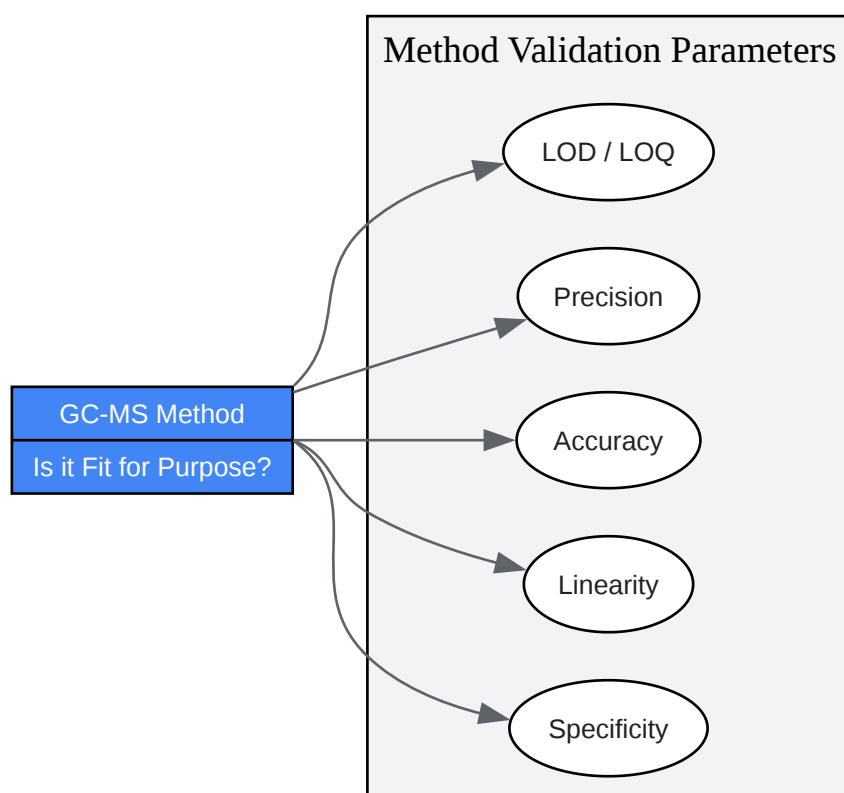 Method Validation Parameters
LOD / LOQ
Precision
GC-MS Method
Is it Fit for Purpose?
Accuracy
Linearity
Specificity